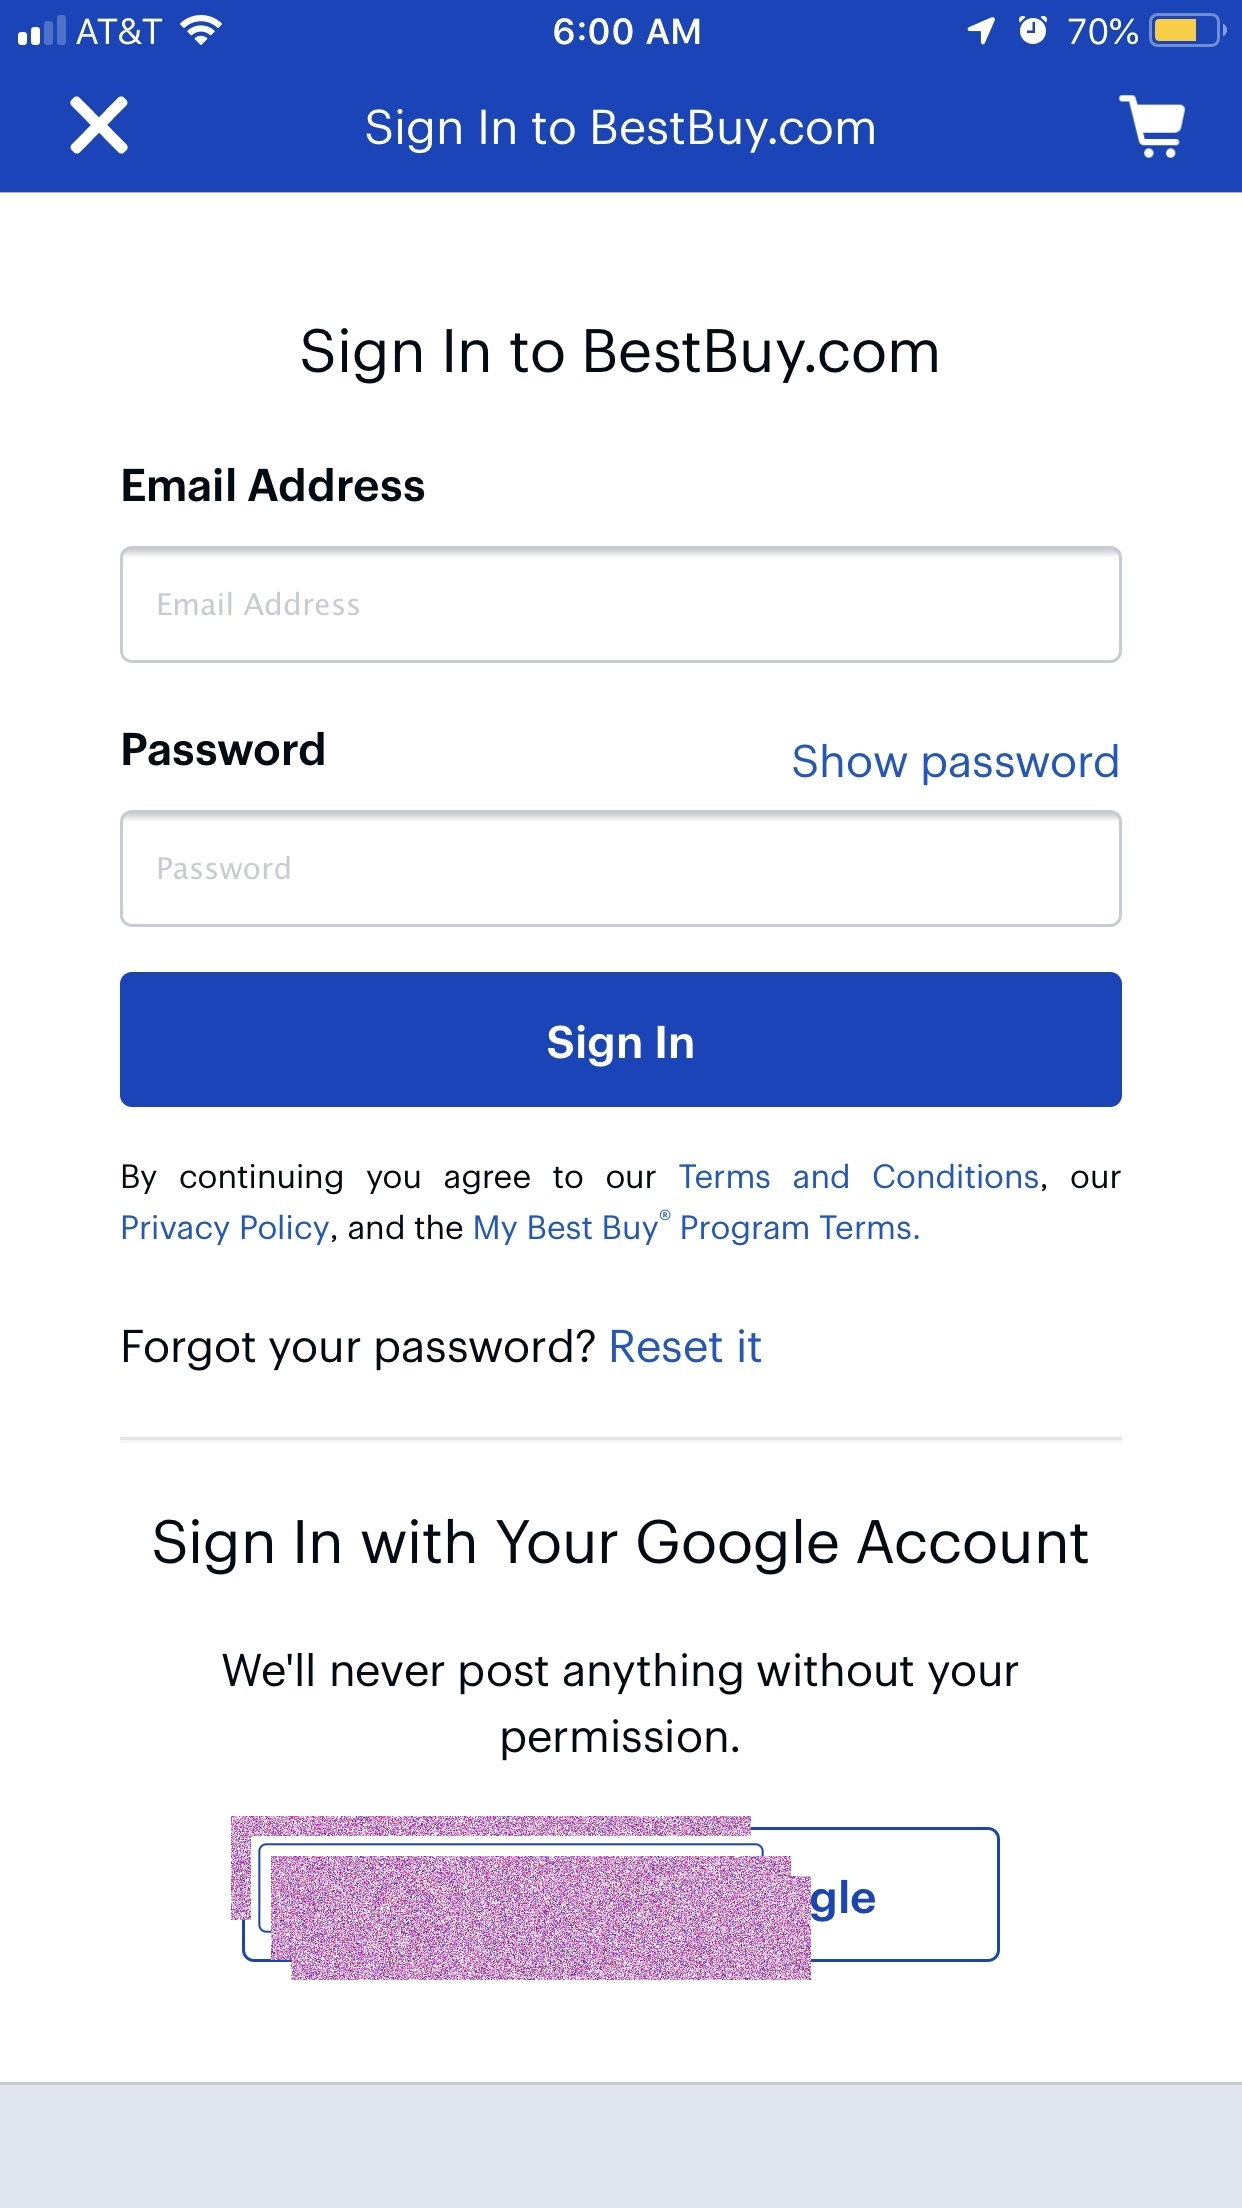 AT&T 6:00 AM 70%
Sign In to BestBuy.com
Sign In to BestBuy.com
Email Address
Email Address
Password Show password
Password
Sign In
By continuing you agree to our Terms and Conditions, our
Privacy Policy, and the My Best Buy® Program Terms.
Forgot your password? Reset it
Sign In with Your Google Account
We'll never post anything without your
permission.
gle